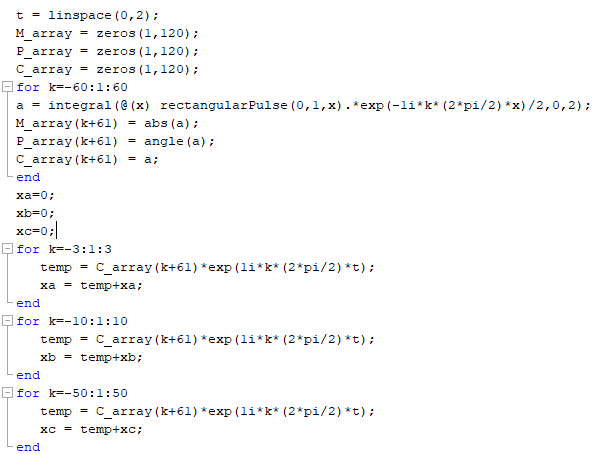 t = linspace(0,2);
M_array = zeros(1,120);
P_array = zeros(1,120);
C_array = zeros(1,120);
for k=-60:1:60
a = integral(@(x) rectangularPulse(0,1,x).*exp(-1i*k*(2*pi/2)*x)/2,0,2);
M_array(k+61) = abs(a);
P_array(k+61) = angle(a);
C_array(k+61) = a;
end
xa=0;
xb=0;
xc=0;
for k=-3:1:3
temp = C_array(k+61)*exp(1i*k*(2*pi/2)*t);
xa = temp+xa;
end
for k=-10:1:10
temp = C_array(k+61)*exp(1i*k*(2*pi/2)*t);
xb = temp+xb;
end
for k=-50:1:50
temp = C_array(k+61)*exp(1i*k*(2*pi/2)*t);
xc = temp+xc;
end